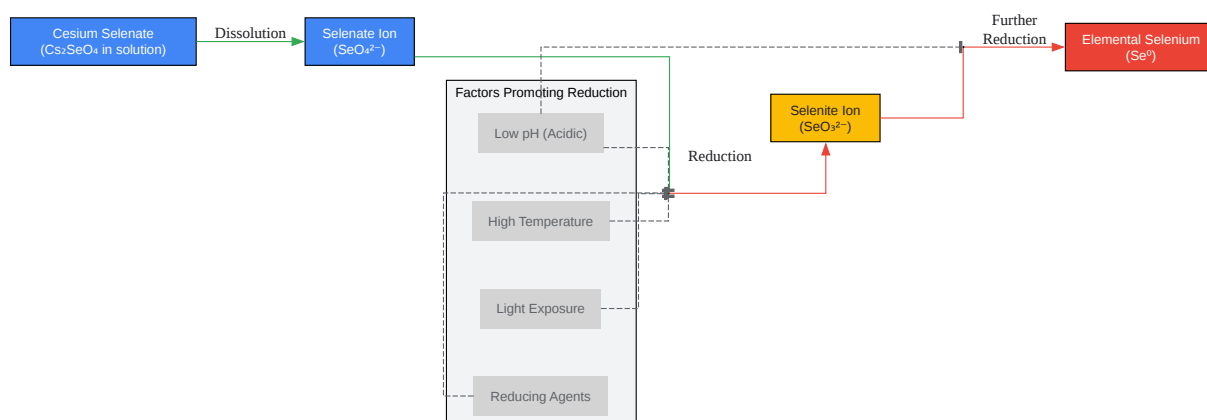 Cesium Selenate
(Cs₂SeO₄ in solution)
Dissolution
Selenate Ion
(SeO₄²⁻)
Further
Reduction
Elemental Selenium
(Se⁰)
Factors Promoting Reduction
Low pH (Acidic)
Selenite Ion
(SeO₃²⁻)
Reduction
High Temperature
Light Exposure
Reducing Agents